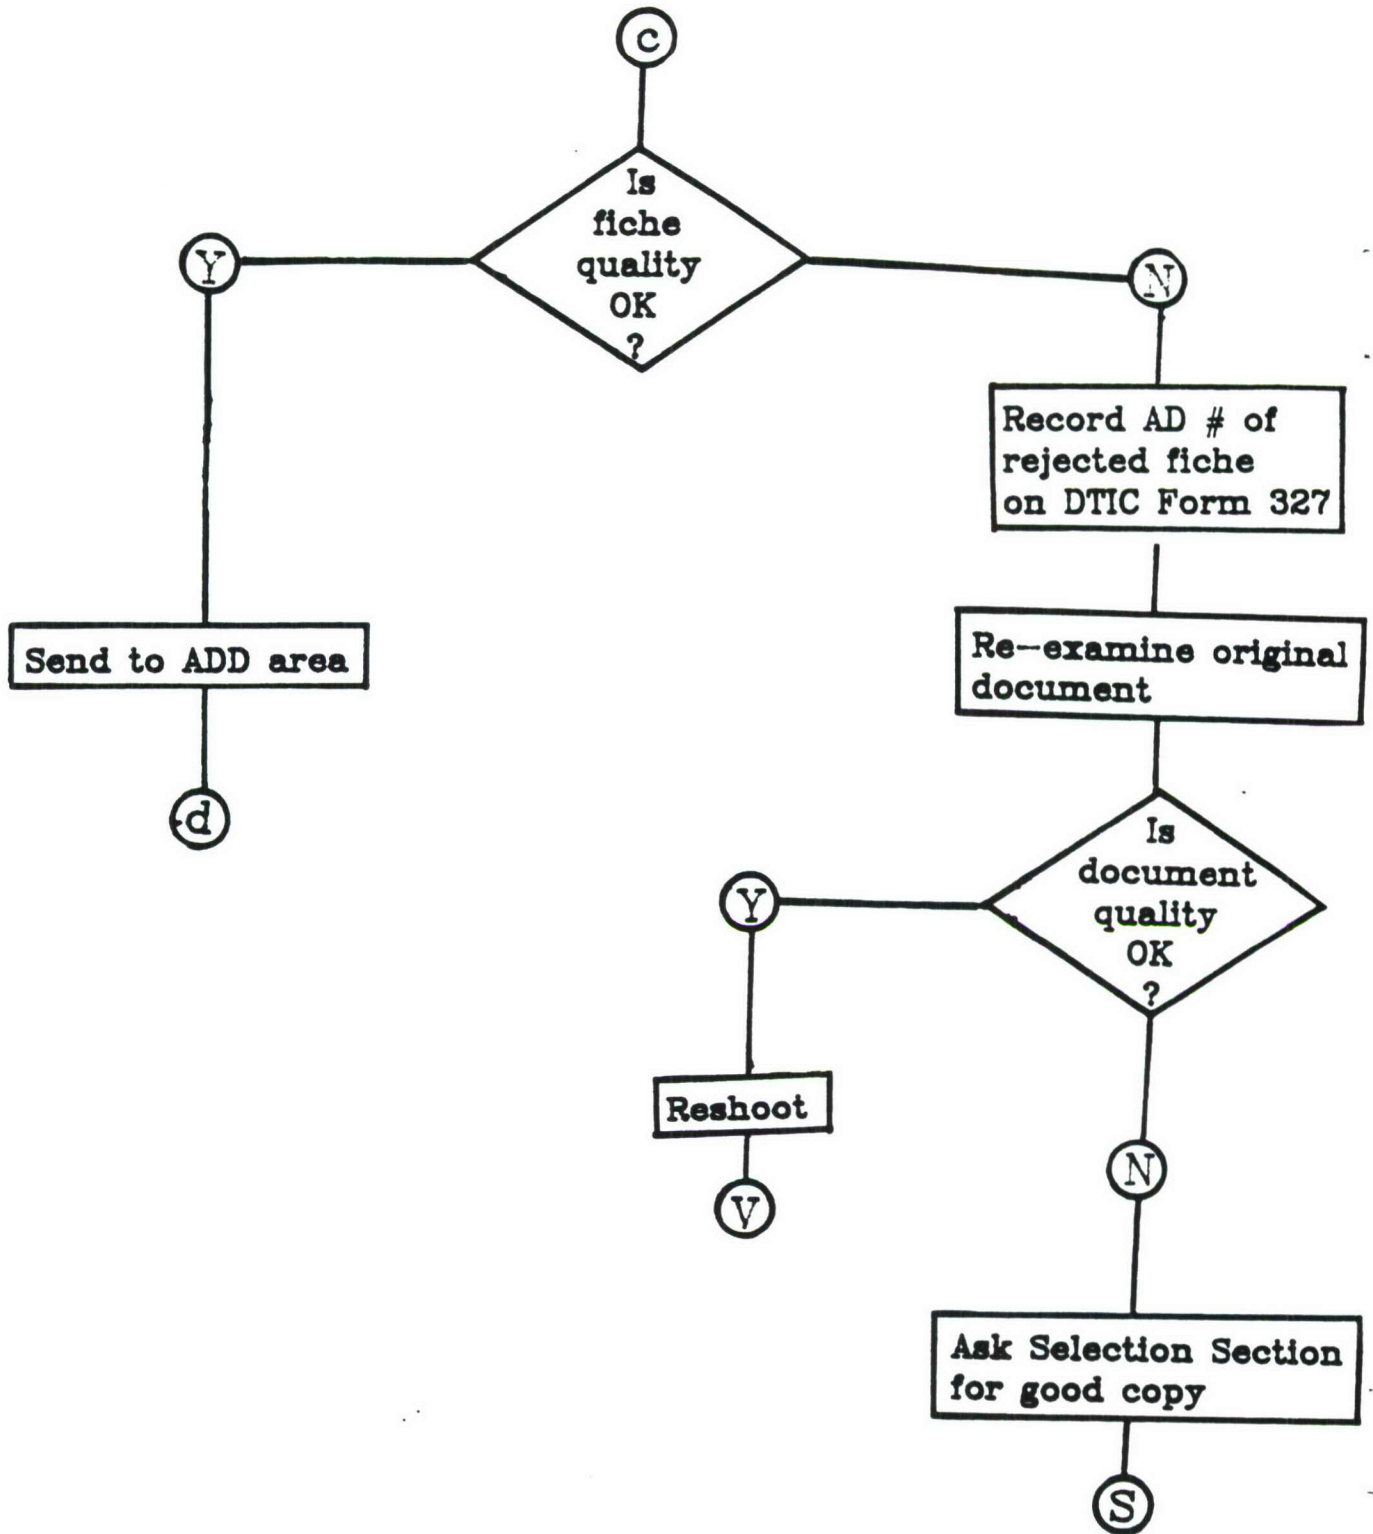 c
Is
fiche
quality
OK
?
Y
N
Record AD # of
rejected fiche
on DTIC Form 327
Send to ADD area
Re-examine original
document
d
Is
document
quality
OK
?
Y
Reshoot
V
N
Ask Selection Section
for good copy
S